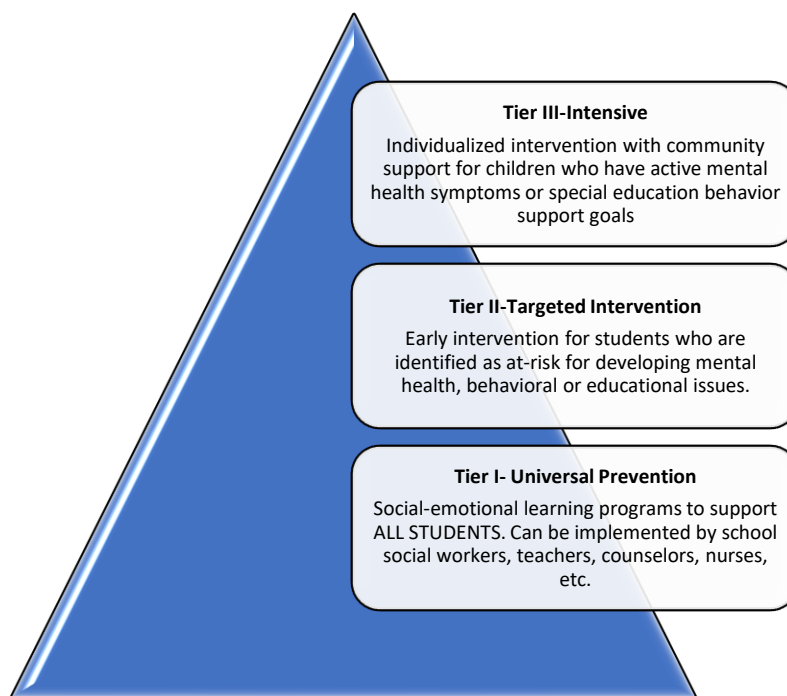 Tier III-Intensive
Individualized intervention with community
support for children who have active mental
health symptoms or special education behavior
support goals
Tier II-Targeted Intervention
Early intervention for students who are
identified as at-risk for developing mental
health, behavioral or educational issues.
Tier I- Universal Prevention
Social-emotional learning programs to support
ALL STUDENTS. Can be implemented by school
social workers, teachers, counselors, nurses,
etc.